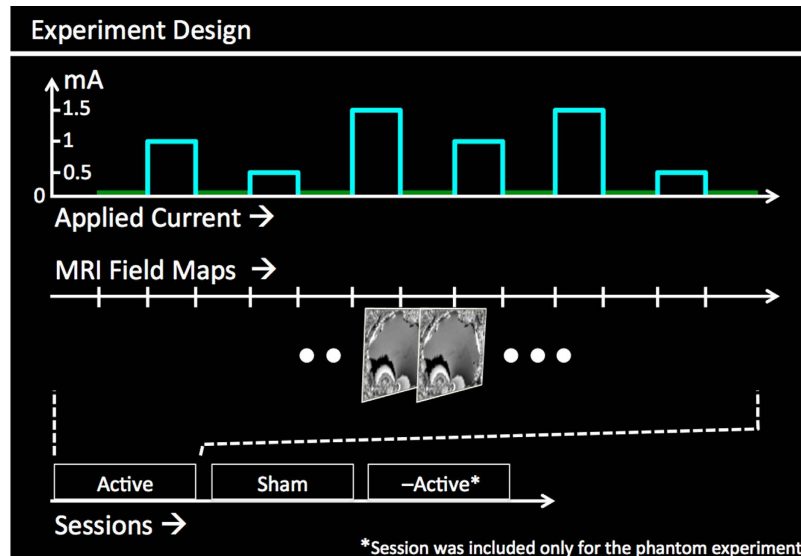 Experiment Design
mA
1.5
1
0.5
0
Applied Current →
MRI Field Maps →
Active
Sham
–Active*
Sessions →
*Session was included only for the phantom experiment